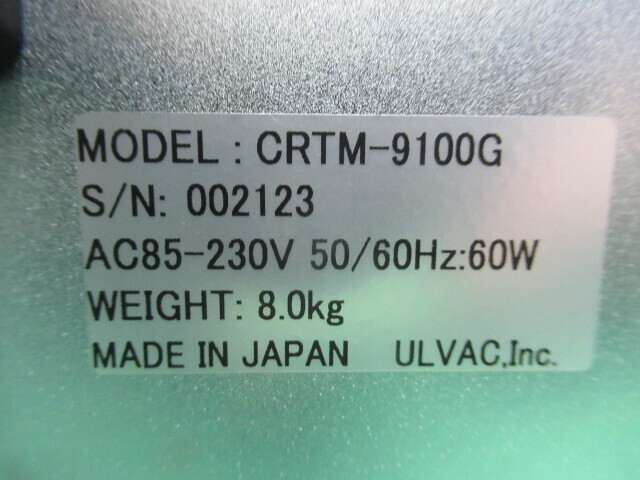 MODEL : CRTM-9100G
S/N: 002123
AC85-230V 50/60Hz:60W
WEIGHT: 8.0kg
MADE IN JAPAN ULVAC,Inc.